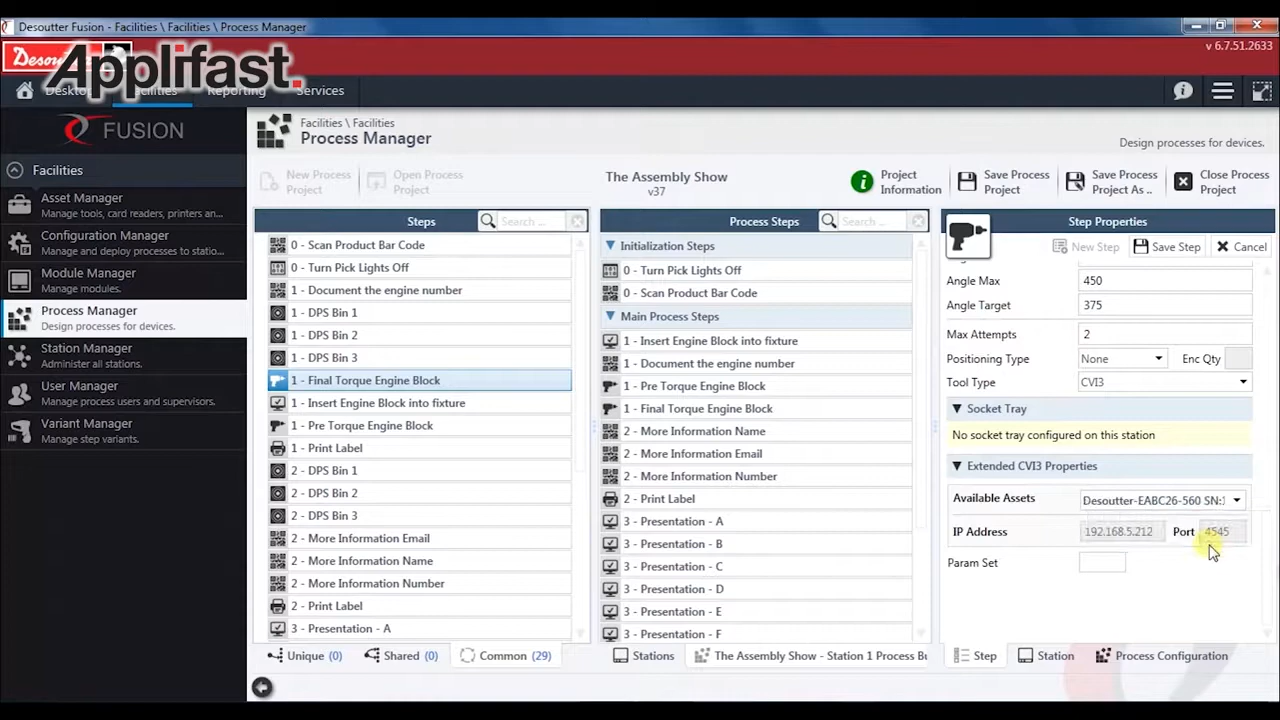 Desoutter Fusion - Facilities \ Facilities \ Process Manager
Applifast.
v 6.7.51.2633
Reporting
Services
FUSION
Facilities
Asset Manager
Manage tools, card readers, printers an...
Configuration Manager
Manage and deploy processes to statio...
Module Manager
Manage modules.
Process Manager
Design processes for devices.
Station Manager
Administer all stations.
User Manager
Manage process users and supervisors.
Variant Manager
Manage step variants.
Facilities \ Facilities
Process Manager
Design processes for devices.
New Process Project
Open Process Project
The Assembly Show
v37
Project Information
Save Process Project
Save Process Project As ..
Close Process Project
Steps
Search ...
0 - Scan Product Bar Code
0 - Turn Pick Lights Off
1 - Document the engine number
1 - DPS Bin 1
1 - DPS Bin 2
1 - DPS Bin 3
1 - Final Torque Engine Block
1 - Insert Engine Block into fixture
1 - Pre Torque Engine Block
1 - Print Label
2 - DPS Bin 1
2 - DPS Bin 2
2 - DPS Bin 3
2 - More Information Email
2 - More Information Name
2 - More Information Number
2 - Print Label
3 - Presentation - A
Unique (0)
Shared (0)
Common (29)
Process Steps
Search ...
Initialization Steps
0 - Turn Pick Lights Off
0 - Scan Product Bar Code
Main Process Steps
1 - Insert Engine Block into fixture
1 - Document the engine number
1 - Pre Torque Engine Block
1 - Final Torque Engine Block
2 - More Information Name
2 - More Information Email
2 - More Information Number
2 - Print Label
3 - Presentation - A
3 - Presentation - B
3 - Presentation - C
3 - Presentation - D
3 - Presentation - E
3 - Presentation - F
Stations
The Assembly Show - Station 1 Process Bu
Step Properties
New Step
Save Step
Cancel
Angle Max 450
Angle Target 375
Max Attempts 2
Positioning Type None Enc Qty
Tool Type CVI3
Socket Tray
No socket tray configured on this station
Extended CVI3 Properties
Available Assets Desoutter-EABC26-560 SN:
IP Address 192.168.5.212 Port 4545
Param Set
Step
Station
Process Configuration